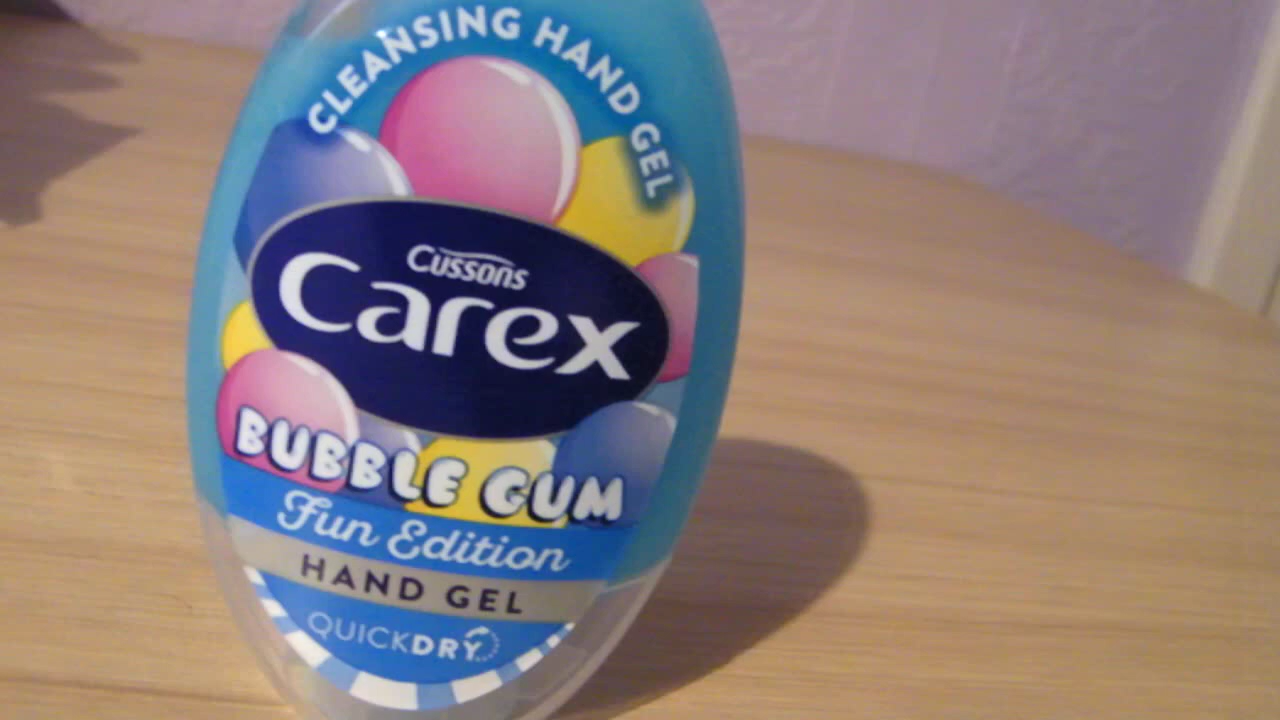 CLEANSING HAND GEL
Cussons
Carex
BUBBLE GUM
Fun Edition
HAND GEL
QUICKDRY